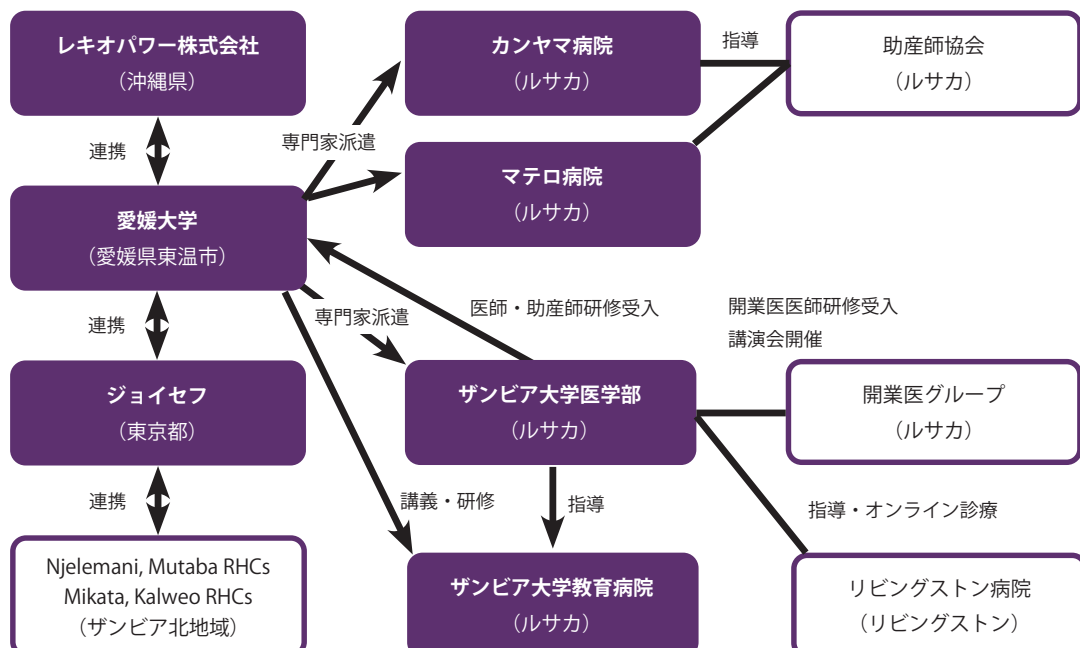 レキオパワー株式会社
（沖縄県）
カンヤマ病院
（ルサカ）
指導
助産師協会
（ルサカ）
連携
専門家派遣
マテロ病院
（ルサカ）
愛媛大学
（愛媛県東温市）
連携
専門家派遣
医師・助産師研修受入
開業医医師研修受入
講演会開催
ジョイセフ
（東京都）
ザンビア大学医学部
（ルサカ）
開業医グループ
（ルサカ）
連携
講義・研修
指導
指導・オンライン診療
Njelemani, Mutaba RHCs
Mikata, Kalweo RHCs
（ザンビア北地域）
ザンビア大学教育病院
（ルサカ）
リビングストン病院
（リビングストン）